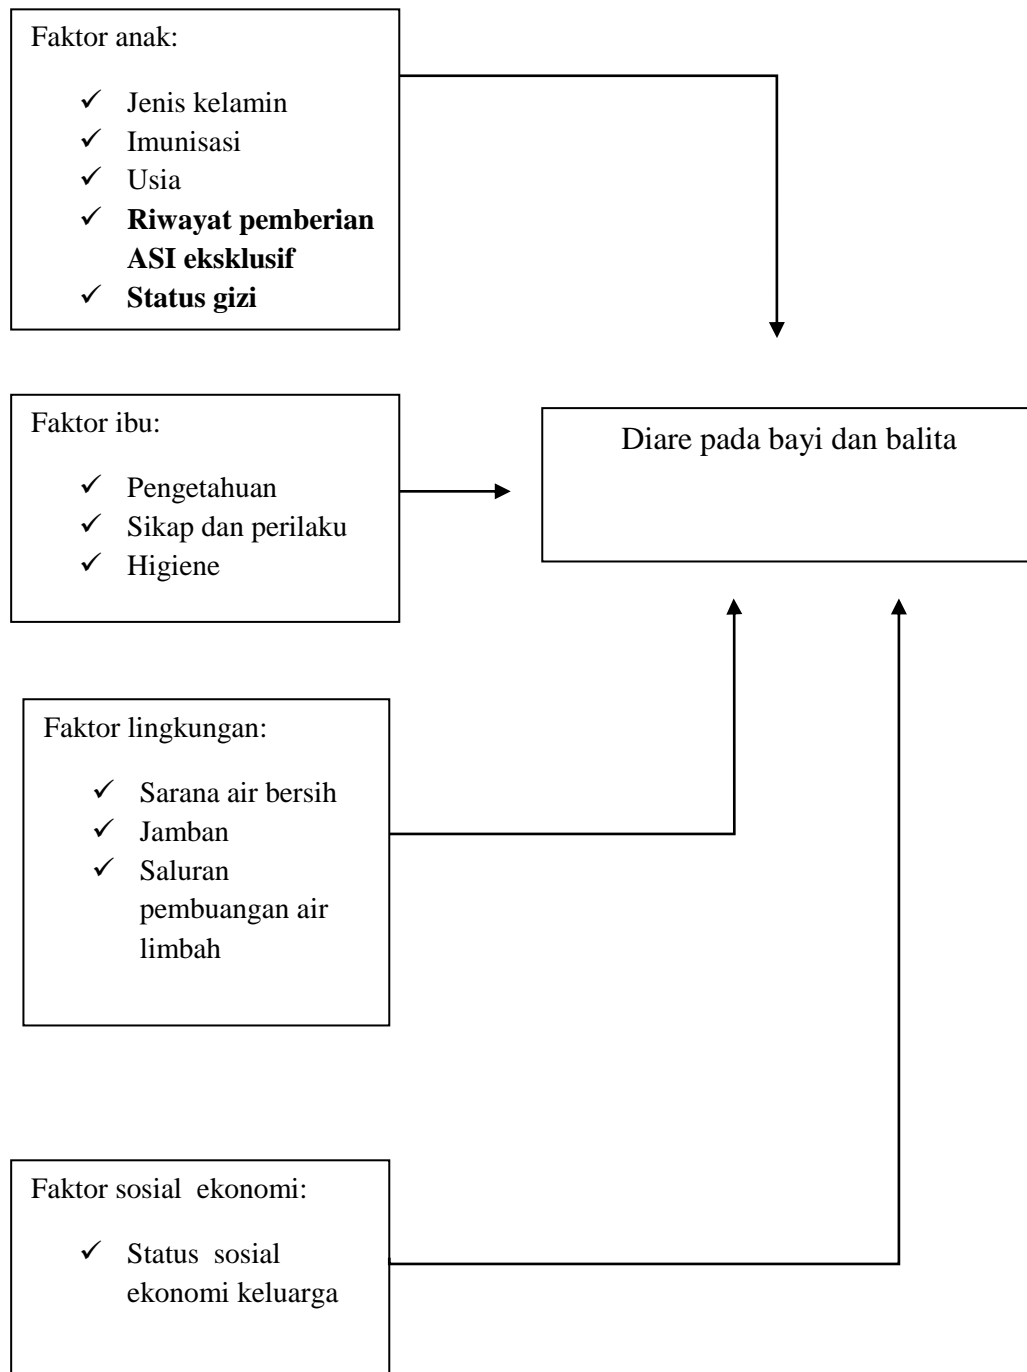 Faktor anak:
✓ Jenis kelamin
✓ Imunisasi
✓ Usia
✓ Riwayat pemberian
ASI eksklusif
✓ Status gizi
Faktor ibu:
✓ Pengetahuan
✓ Sikap dan perilaku
✓ Higiene
Diare pada bayi dan balita
Faktor lingkungan:
✓ Sarana air bersih
✓ Jamban
✓ Saluran
pembuangan air
limbah
Faktor sosial ekonomi:
✓ Status sosial
ekonomi keluarga